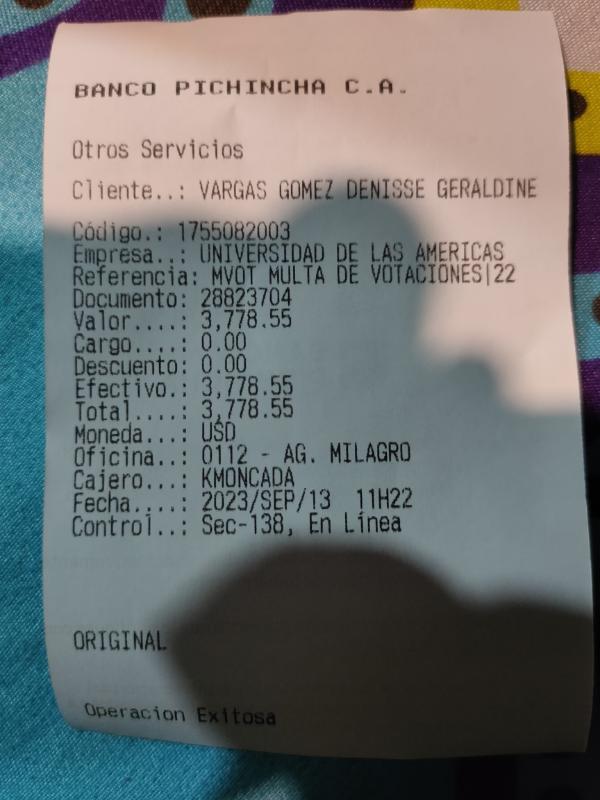 BANCO PICHINCHA C.A.
Otros Servicios
Cliente..: VARGAS GOMEZ DENISSE GERALDINE
Código.: 1755082003
Empresa..: UNIVERSIDAD DE LAS AMERICAS
Referencia: MVOT MULTA DE VOTACIONES|22
Documento: 28823704
Valor....: 3,778.55
Cargo....: 0.00
Descuento: 0.00
Efectivo.: 3,778.55
Total....: 3,778.55
Moneda...: USD
Oficina..: 0112 - AG. MILAGRO
Cajero...: KMONCADA
Fecha....: 2023/SEP/13 11H22
Control..: Sec-138, En Línea
ORIGINAL
Operacion Exitosa